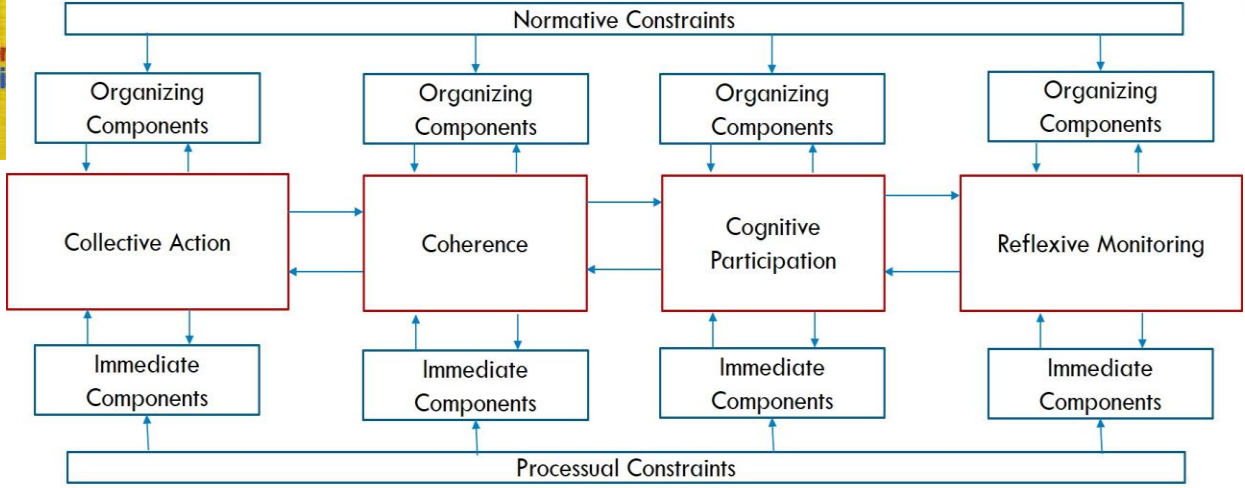 Normative Constraints
Organizing
Components
Organizing
Components
Organizing
Components
Organizing
Components
Collective Action
Coherence
Cognitive
Participation
Reflexive Monitoring
Immediate
Components
Immediate
Components
Immediate
Components
Immediate
Components
Processual Constraints